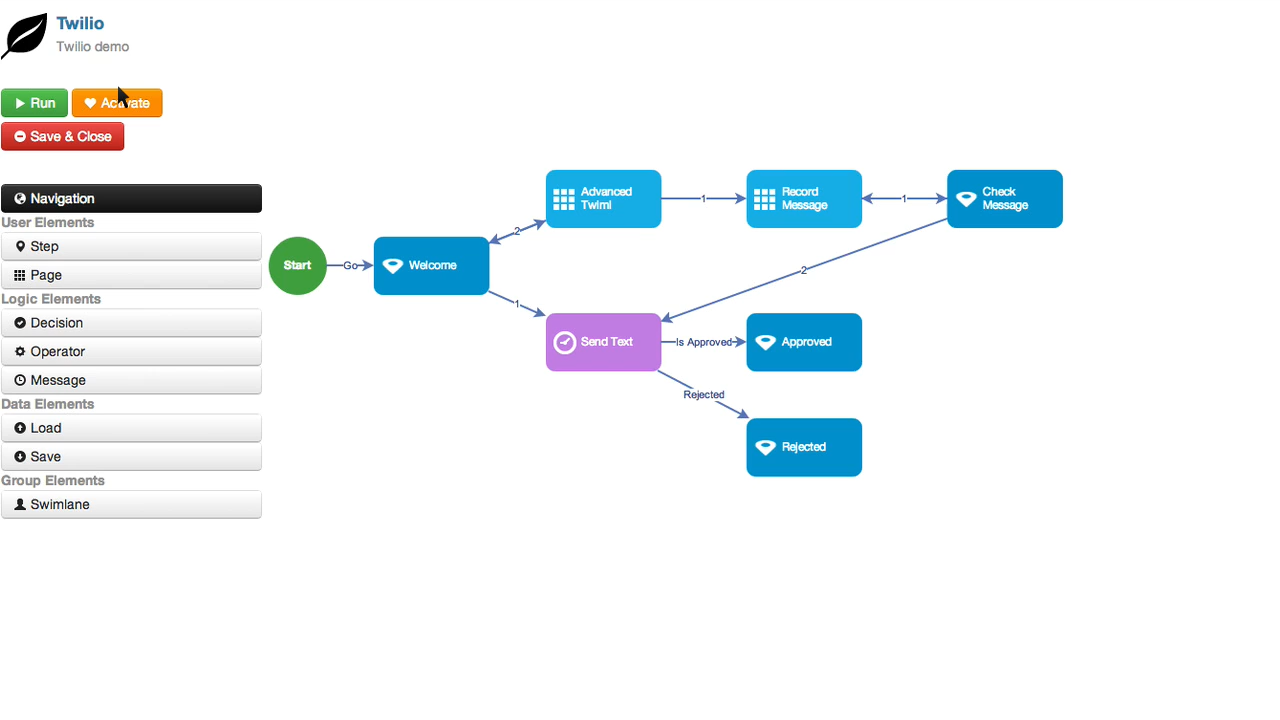 Twilio
Twilio demo
Run
Activate
Save & Close
Navigation
User Elements
Step
Page
Logic Elements
Decision
Operator
Message
Data Elements
Load
Save
Group Elements
Swimlane
Start
Go
Welcome
2
1
Advanced
Twiml
1
Record
Message
1
Check
Message
2
Send Text
Is Approved
Approved
Rejected
Rejected